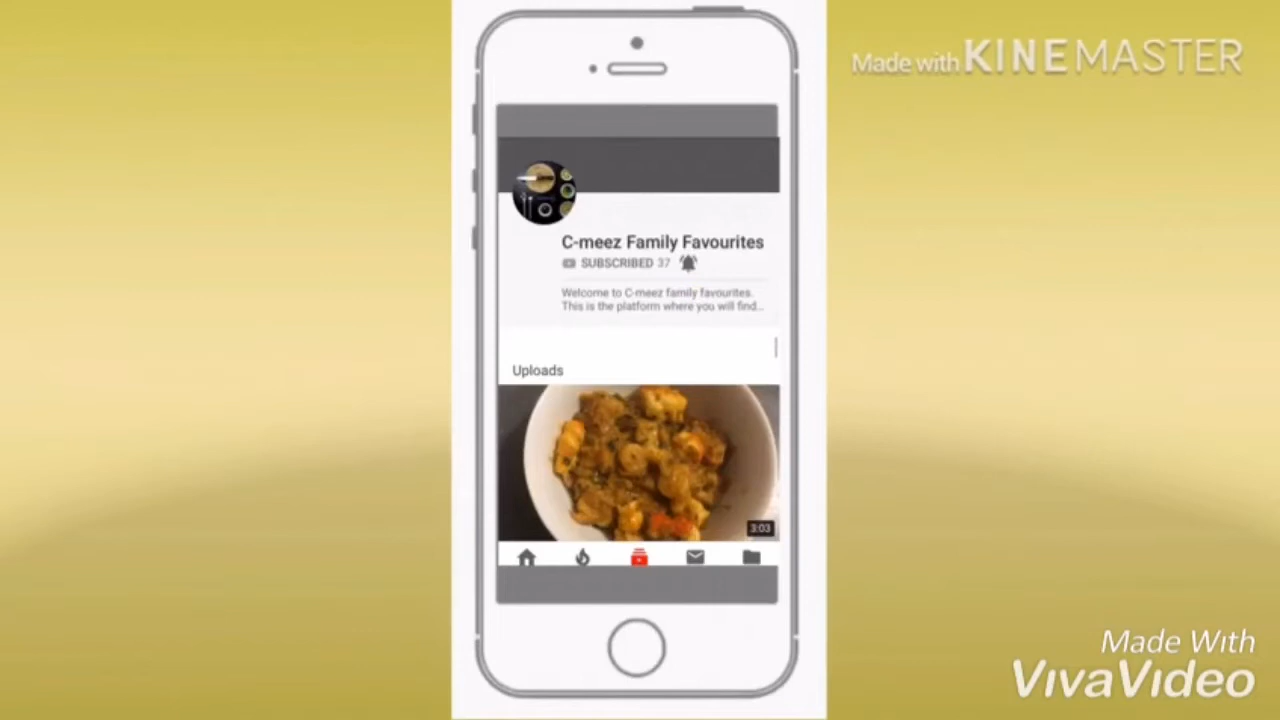 Made with KINEMASTER
C-meez Family Favourites
SUBSCRIBED 37
Welcome to C-meez family favourites.
This is the platform where you will find...
Uploads
3:03
Made With
VivaVideo